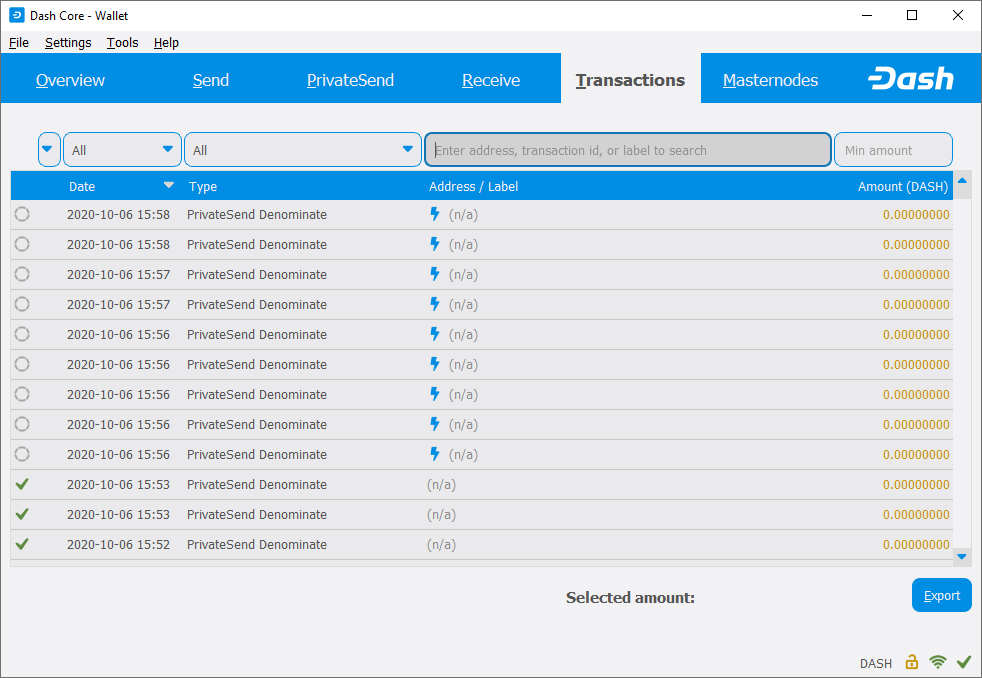 Dash Core - Wallet
File Settings Tools Help
Overview Send PrivateSend Receive Transactions Masternodes Dash
All All Enter address, transaction id, or label to search Min amount
Date Type Address / Label Amount (DASH)
2020-10-06 15:58 PrivateSend Denominate (n/a) 0.00000000
2020-10-06 15:58 PrivateSend Denominate (n/a) 0.00000000
2020-10-06 15:57 PrivateSend Denominate (n/a) 0.00000000
2020-10-06 15:57 PrivateSend Denominate (n/a) 0.00000000
2020-10-06 15:56 PrivateSend Denominate (n/a) 0.00000000
2020-10-06 15:56 PrivateSend Denominate (n/a) 0.00000000
2020-10-06 15:56 PrivateSend Denominate (n/a) 0.00000000
2020-10-06 15:56 PrivateSend Denominate (n/a) 0.00000000
2020-10-06 15:56 PrivateSend Denominate (n/a) 0.00000000
2020-10-06 15:53 PrivateSend Denominate (n/a) 0.00000000
2020-10-06 15:53 PrivateSend Denominate (n/a) 0.00000000
2020-10-06 15:52 PrivateSend Denominate (n/a) 0.00000000
Selected amount: Export
DASH